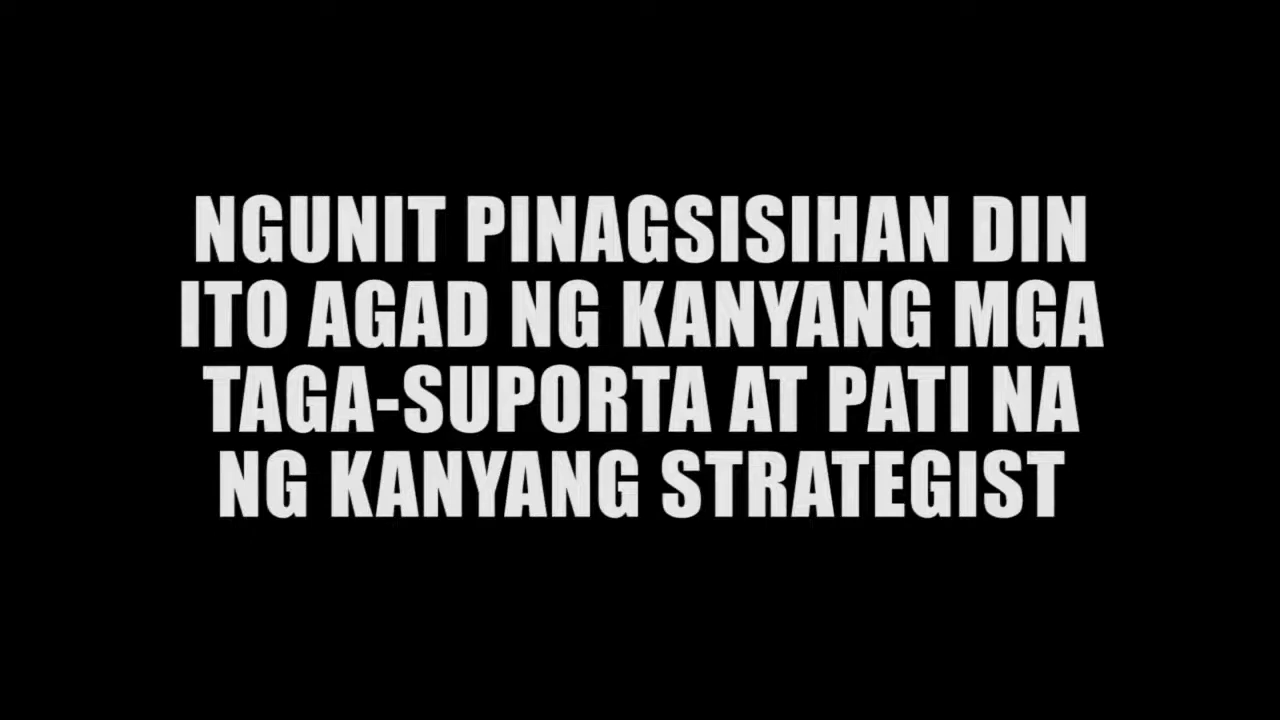 NGUNIT PINAGSISIHAN DIN
ITO AGAD NG KANYANG MGA
TAGA-SUPORTA AT PATI NA
NG KANYANG STRATEGIST